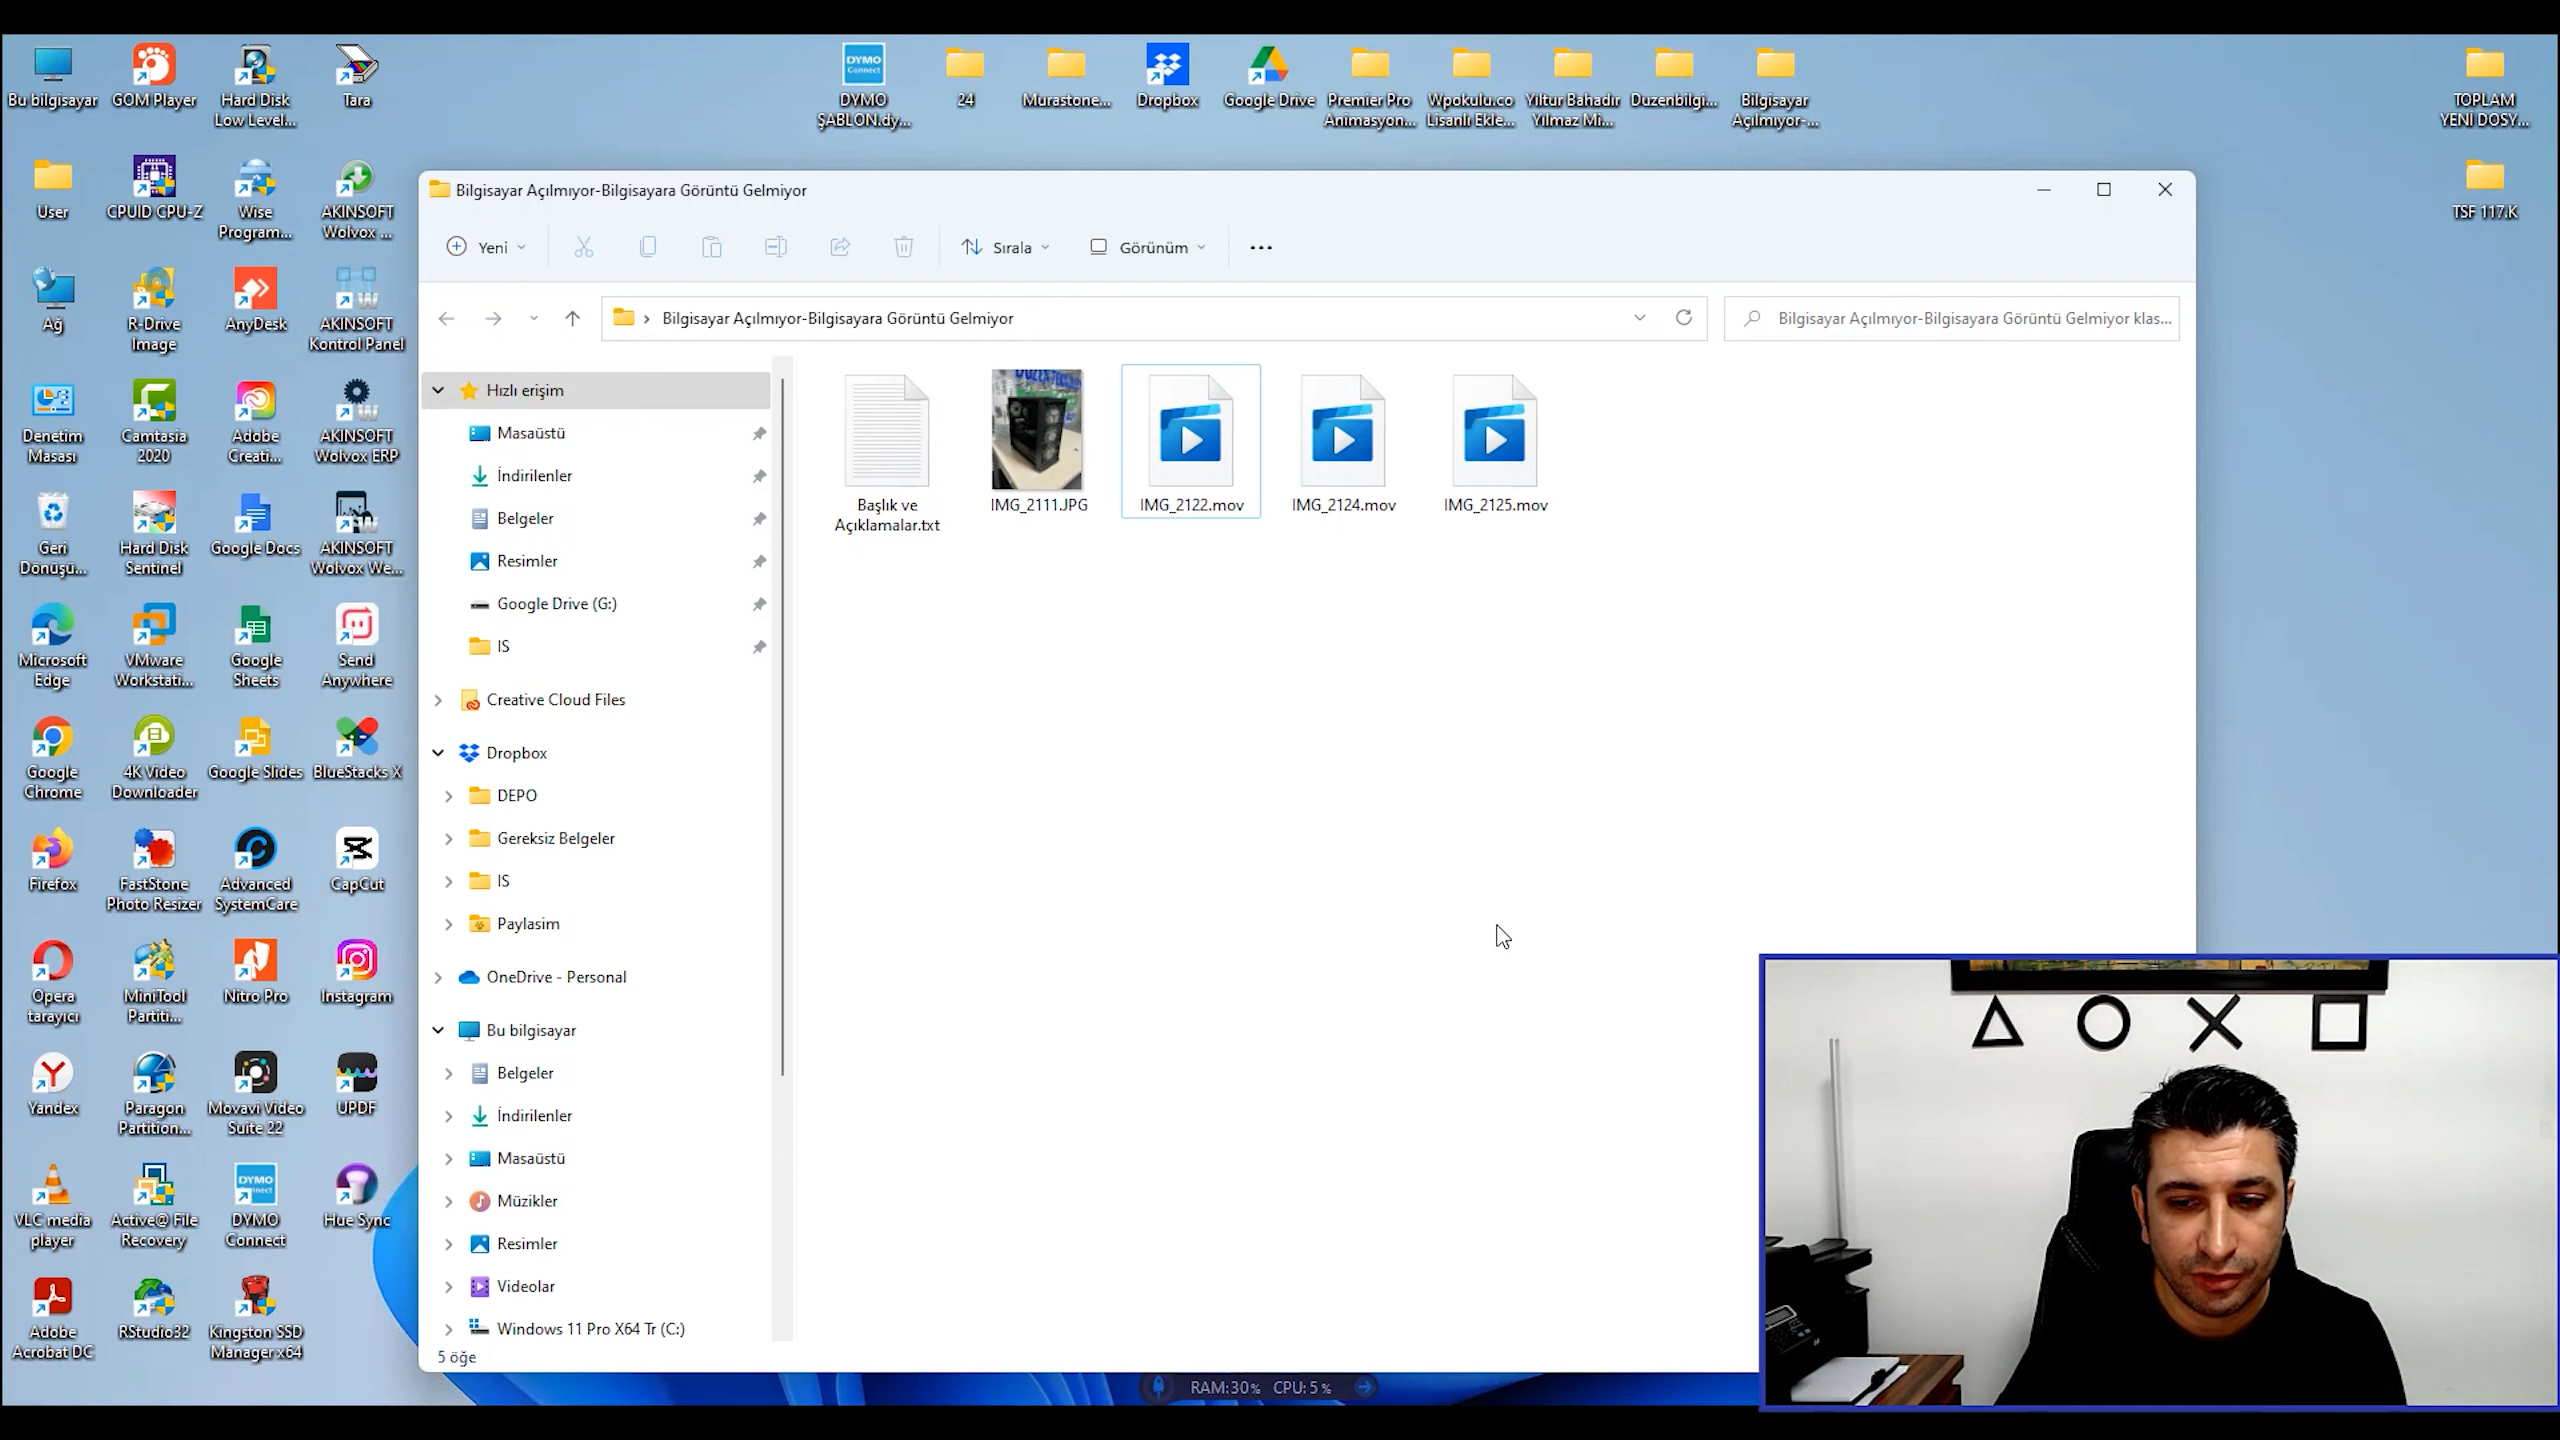 Bu bilgisayar
GOM Player
Hard Disk
Low Level...
Tara
DYMO
Connect
DYMO
ŞABLON.dy...
24
Murastone...
Dropbox
Google Drive
Premier Pro
Animasyon...
Wpokulu.co
Lisanlı Ekle...
Yıltur Bahadır
Yılmaz Mi...
Duzenbilgi...
Bilgisayar
Açılmıyor-...
TOPLAM
YENİ DOSY...
User
CPUID CPU-Z
Wise
Program...
AKINSOFT
Wolvox ...
TSF 117.K
Ağ
R-Drive
Image
AnyDesk
AKINSOFT
Kontrol Panel
Denetim
Masası
Camtasia
2020
Adobe
Creati...
AKINSOFT
Wolvox ERP
Geri
Dönüşü...
Hard Disk
Sentinel
Google Docs
AKINSOFT
Wolvox We...
Microsoft
Edge
VMware
Workstati...
Google
Sheets
Send
Anywhere
Google
Chrome
4K Video
Downloader
Google Slides
BlueStacks X
Firefox
FastStone
Photo Resizer
Advanced
SystemCare
CapCut
Opera
tarayıcı
MiniTool
Partiti...
Nitro Pro
Instagram
Yandex
Paragon
Partition...
Movavi Video
Suite 22
UPDF
VLC media
player
Active@ File
Recovery
DYMO
Connect
Hue Sync
Adobe
Acrobat DC
RStudio32
Kingston SSD
Manager x64
Bilgisayar Açılmıyor-Bilgisayara Görüntü Gelmiyor
Yeni
Sırala
Görünüm
Bilgisayar Açılmıyor-Bilgisayara Görüntü Gelmiyor
Bilgisayar Açılmıyor-Bilgisayara Görüntü Gelmiyor klas...
Hızlı erişim
Masaüstü
İndirilenler
Belgeler
Resimler
Google Drive (G:)
IS
Creative Cloud Files
Dropbox
DEPO
Gereksiz Belgeler
IS
Paylasim
OneDrive - Personal
Bu bilgisayar
Belgeler
İndirilenler
Masaüstü
Müzikler
Resimler
Videolar
Windows 11 Pro X64 Tr (C:)
5 öğe
Başlık ve
Açıklamalar.txt
IMG_2111.JPG
IMG_2122.mov
IMG_2124.mov
IMG_2125.mov
RAM:30% CPU: 5%